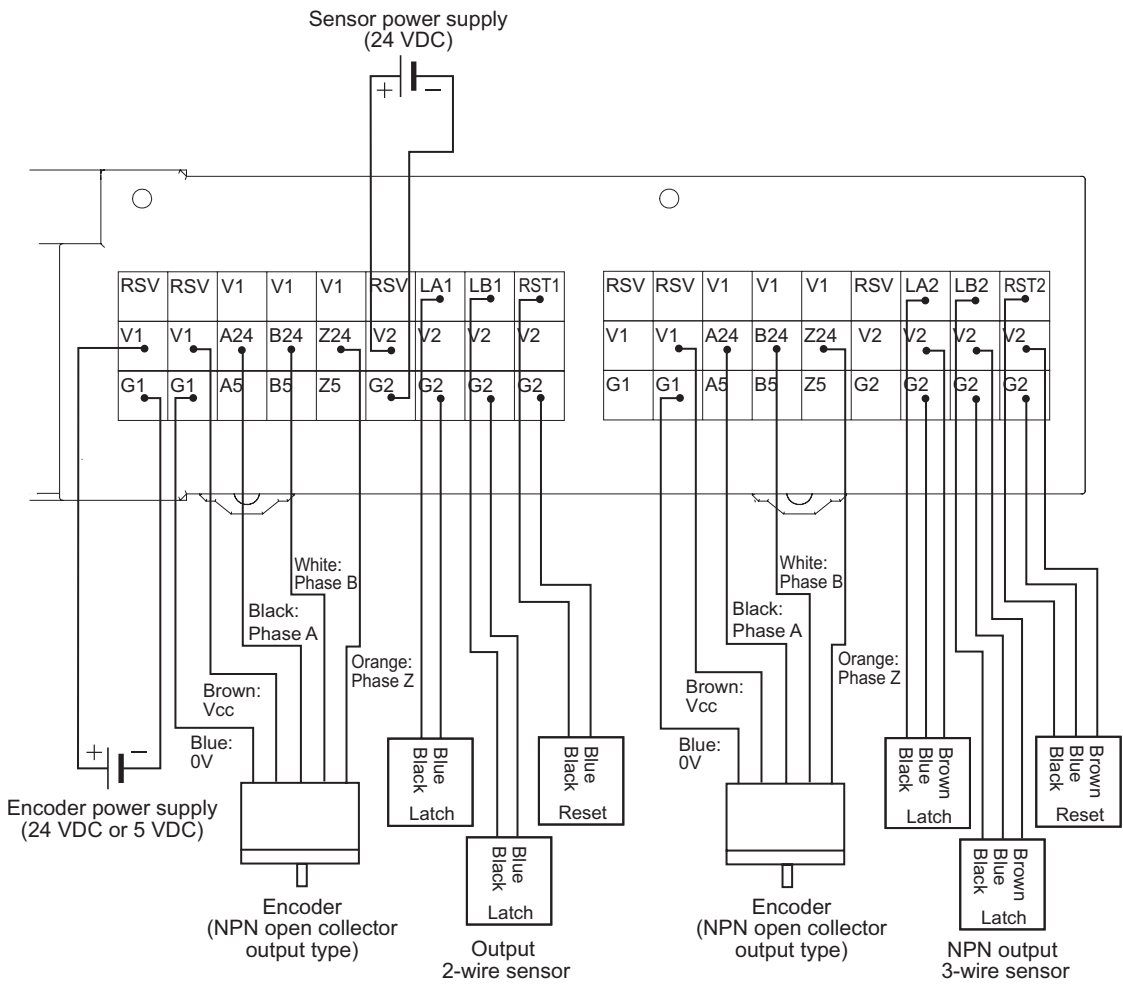 Sensor power supply
(24 VDC)
+ −
RSV RSV V1 V1 V1 RSV LA1 LB1 RST1
V1 V1 A24 B24 Z24 V2 V2 V2 V2
G1 G1 A5 B5 Z5 G2 G2 G2 G2
RSV RSV V1 V1 V1 RSV LA2 LB2 RST2
V1 V1 A24 B24 Z24 V2 V2 V2 V2
G1 G1 A5 B5 Z5 G2 G2 G2 G2
White:
Phase B
Black:
Phase A
Orange:
Phase Z
Brown:
Vcc
Blue:
0V
+ −
Encoder power supply
(24 VDC or 5 VDC)
Encoder
(NPN open collector
output type)
Blue
Black
Latch
Blue
Black
Reset
Blue
Black
Latch
Output
2-wire sensor
White:
Phase B
Black:
Phase A
Orange:
Phase Z
Brown:
Vcc
Blue:
0V
Encoder
(NPN open collector
output type)
Brown
Blue
Black
Latch
Brown
Blue
Black
Reset
Brown
Blue
Black
Latch
NPN output
3-wire sensor